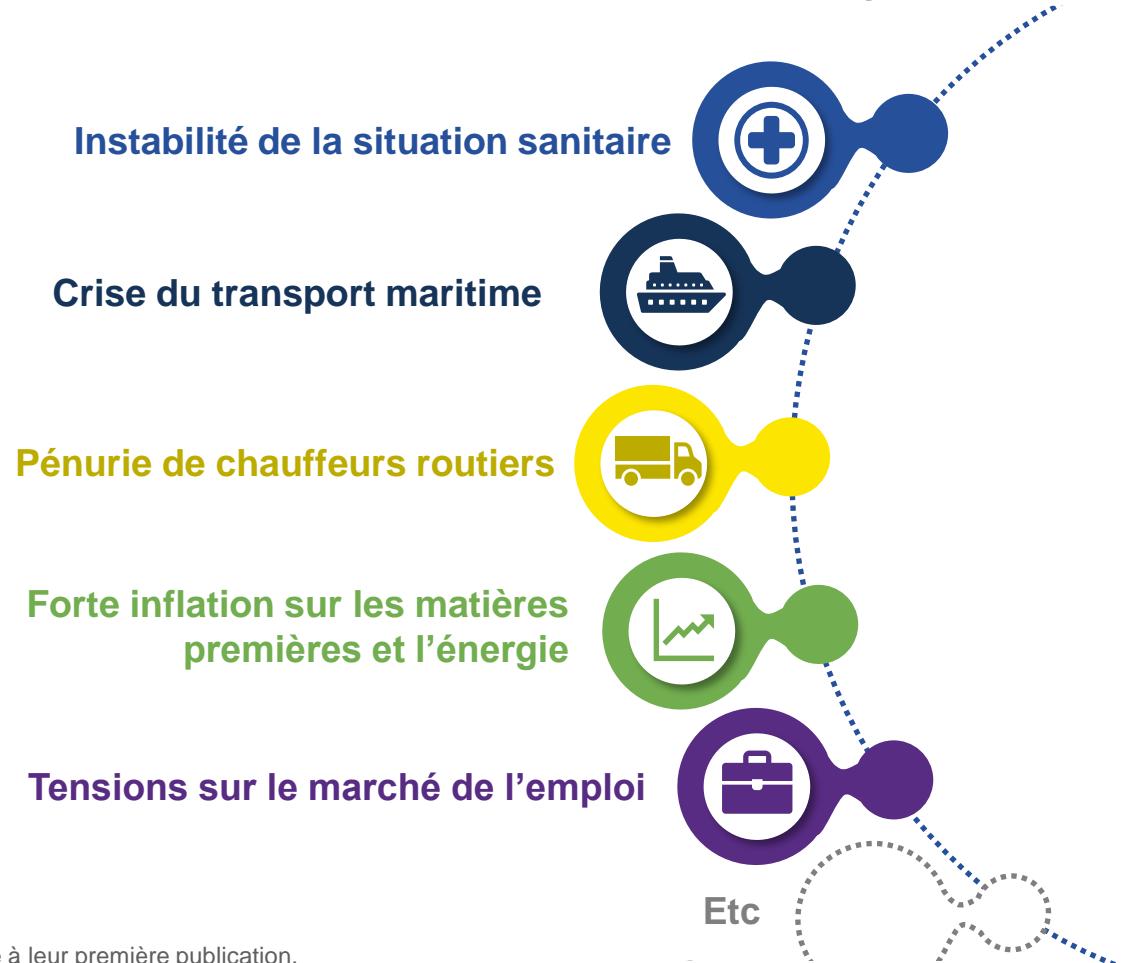 Instabilité de la situation sanitaire
Crise du transport maritime
Pénurie de chauffeurs routiers
Forte inflation sur les matières
premières et l’énergie
Tensions sur le marché de l’emploi
Etc
à leur première publication.